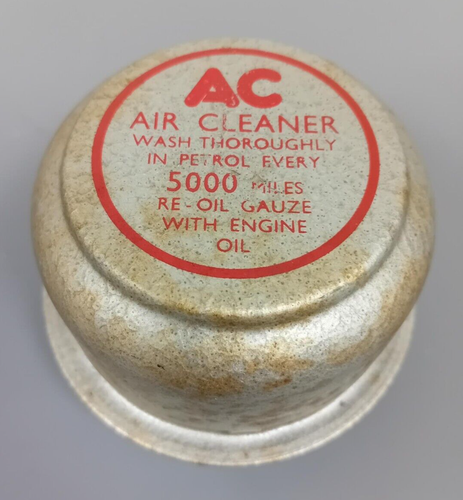 AC
AIR CLEANER
WASH THOROUGHLY
IN PETROL EVERY
5000 MILES
RE-OIL GAUZE
WITH ENGINE
OIL